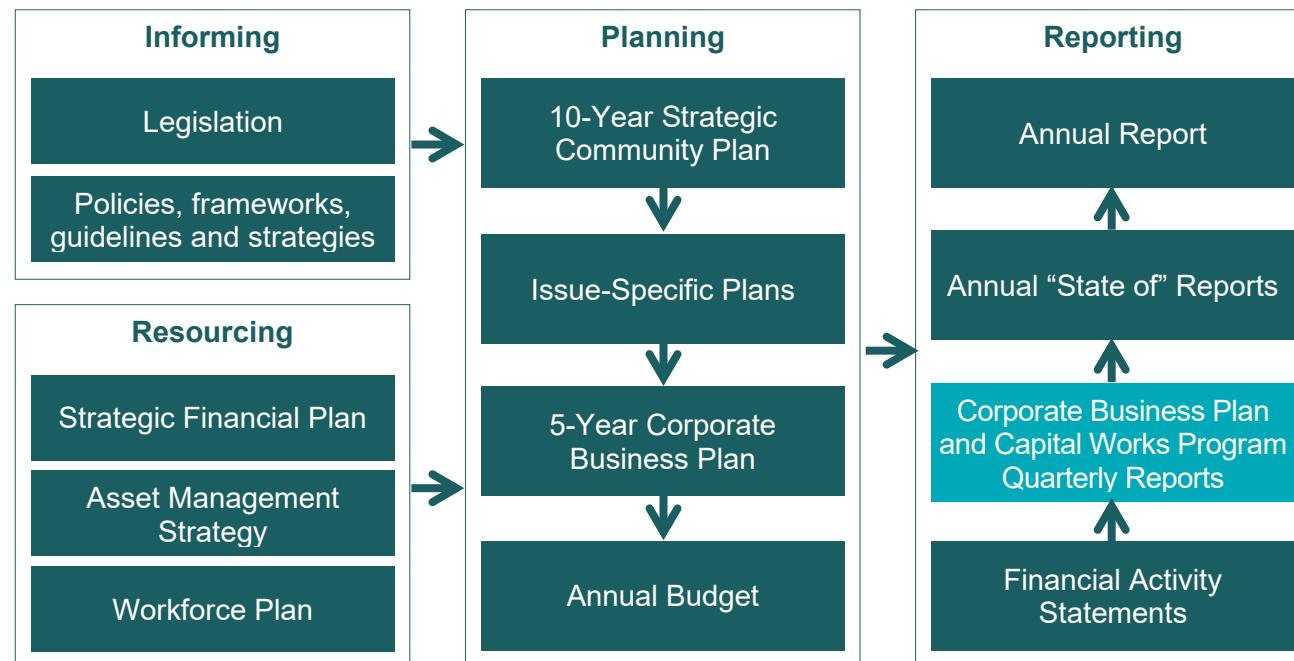 Informing
Legislation
Policies, frameworks,
guidelines and strategies
Resourcing
Strategic Financial Plan
Asset Management
Strategy
Workforce Plan
Planning
10-Year Strategic
Community Plan
Issue-Specific Plans
5-Year Corporate
Business Plan
Annual Budget
Reporting
Annual Report
Annual “State of” Reports
Corporate Business Plan
and Capital Works Program
Quarterly Reports
Financial Activity
Statements